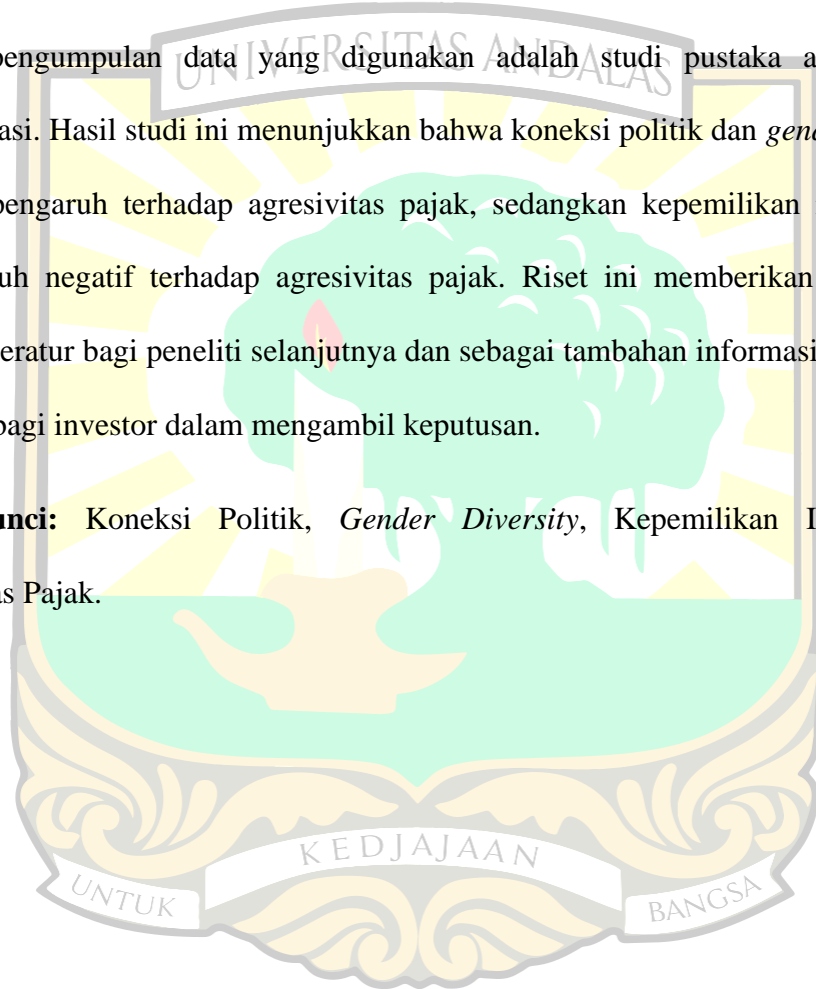 UNIVERSITAS ANDALAS
pengumpulan data yang digunakan adalah studi pustaka a
asi. Hasil studi ini menunjukkan bahwa koneksi politik dan gen
pengaruh terhadap agresivitas pajak, sedangkan kepemilikan
uh negatif terhadap agresivitas pajak. Riset ini memberikan
eratur bagi peneliti selanjutnya dan sebagai tambahan informasi
bagi investor dalam mengambil keputusan.
unci: Koneksi Politik, Gender Diversity, Kepemilikan I
as Pajak.
KEDJAJAAN
UNTUK
BANGSA